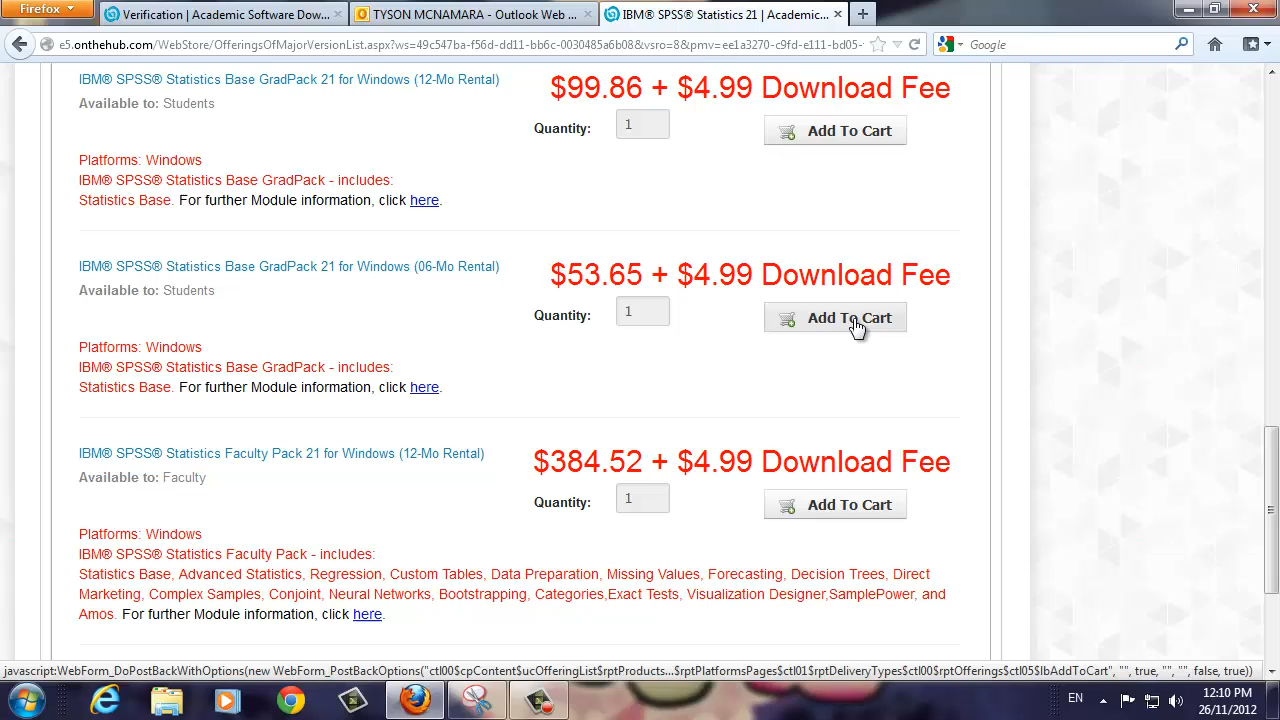 Firefox
Verification | Academic Software Dow...
TYSON MCNAMARA - Outlook Web ...
IBM® SPSS® Statistics 21 | Academic...
e5.onthehub.com/WebStore/OfferingsOfMajorVersionList.aspx?ws=49c547ba-f56d-dd11-bb6c-0030485a6b08&vsro=8&pmv=ee1a3270-c9fd-e111-bd05-
Google
IBM® SPSS® Statistics Base GradPack 21 for Windows (12-Mo Rental)
$99.86 + $4.99 Download Fee
Available to: Students
Quantity: 1
Add To Cart
Platforms: Windows
IBM® SPSS® Statistics Base GradPack - includes:
Statistics Base. For further Module information, click here.
IBM® SPSS® Statistics Base GradPack 21 for Windows (06-Mo Rental)
$53.65 + $4.99 Download Fee
Available to: Students
Quantity: 1
Add To Cart
Platforms: Windows
IBM® SPSS® Statistics Base GradPack - includes:
Statistics Base. For further Module information, click here.
IBM® SPSS® Statistics Faculty Pack 21 for Windows (12-Mo Rental)
$384.52 + $4.99 Download Fee
Available to: Faculty
Quantity: 1
Add To Cart
Platforms: Windows
IBM® SPSS® Statistics Faculty Pack - includes:
Statistics Base, Advanced Statistics, Regression, Custom Tables, Data Preparation, Missing Values, Forecasting, Decision Trees, Direct
Marketing, Complex Samples, Conjoint, Neural Networks, Bootstrapping, Categories,Exact Tests, Visualization Designer,SamplePower, and
Amos. For further Module information, click here.
javascript:WebForm_DoPostBackWithOptions(new WebForm_PostBackOptions("ctl00$cpContent$ucOfferingList$rptProducts...$rptPlatformsPages$ctl01$rptDeliveryTypes$ctl00$rptOfferings$ctl05$lbAddToCart", "", true, "", "", false, true))
EN
12:10 PM
26/11/2012